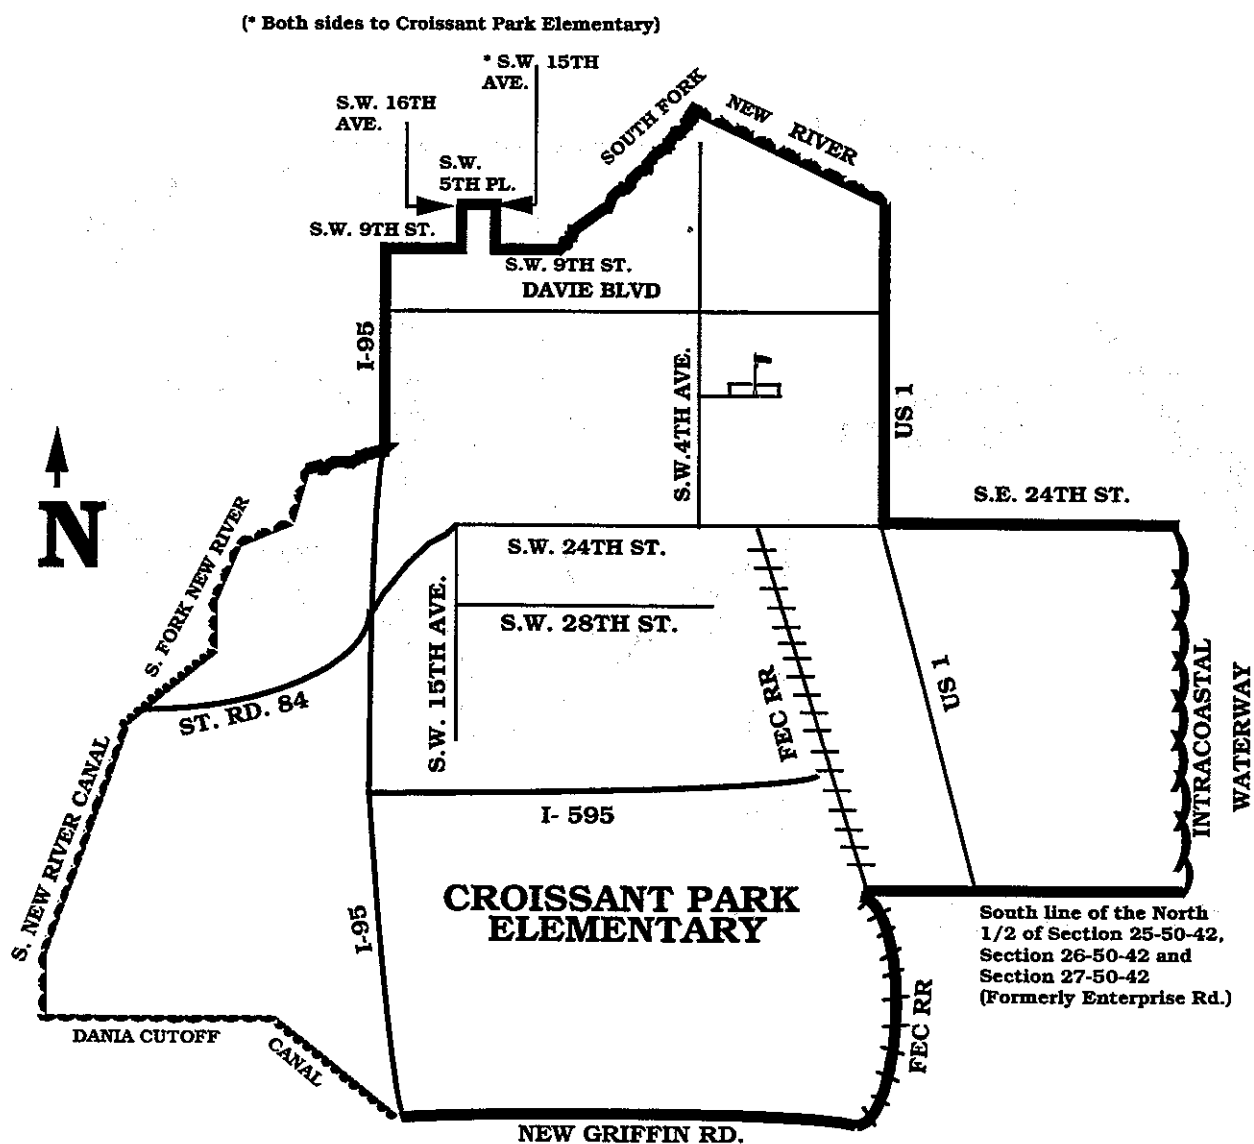 (* Both sides to Croissant Park Elementary)
* S.W. 15TH
AVE.
S.W. 16TH
AVE.
S.W.
5TH PL.
SOUTH FORK
NEW RIVER
S.W. 9TH ST.
S.W. 9TH ST.
DAVIE BLVD
I-95
S.W.4TH AVE.
US 1
N
S.E. 24TH ST.
S. FORK NEW RIVER
S.W. 24TH ST.
S.W. 15TH AVE.
S.W. 28TH ST.
FEC RR
US 1
INTRACOASTAL
WATERWAY
ST. RD. 84
S. NEW RIVER CANAL
I- 595
CROISSANT PARK
ELEMENTARY
I-95
South line of the North
1/2 of Section 25-50-42,
Section 26-50-42 and
Section 27-50-42
(Formerly Enterprise Rd.)
FEC RR
DANIA CUTOFF
CANAL
NEW GRIFFIN RD.